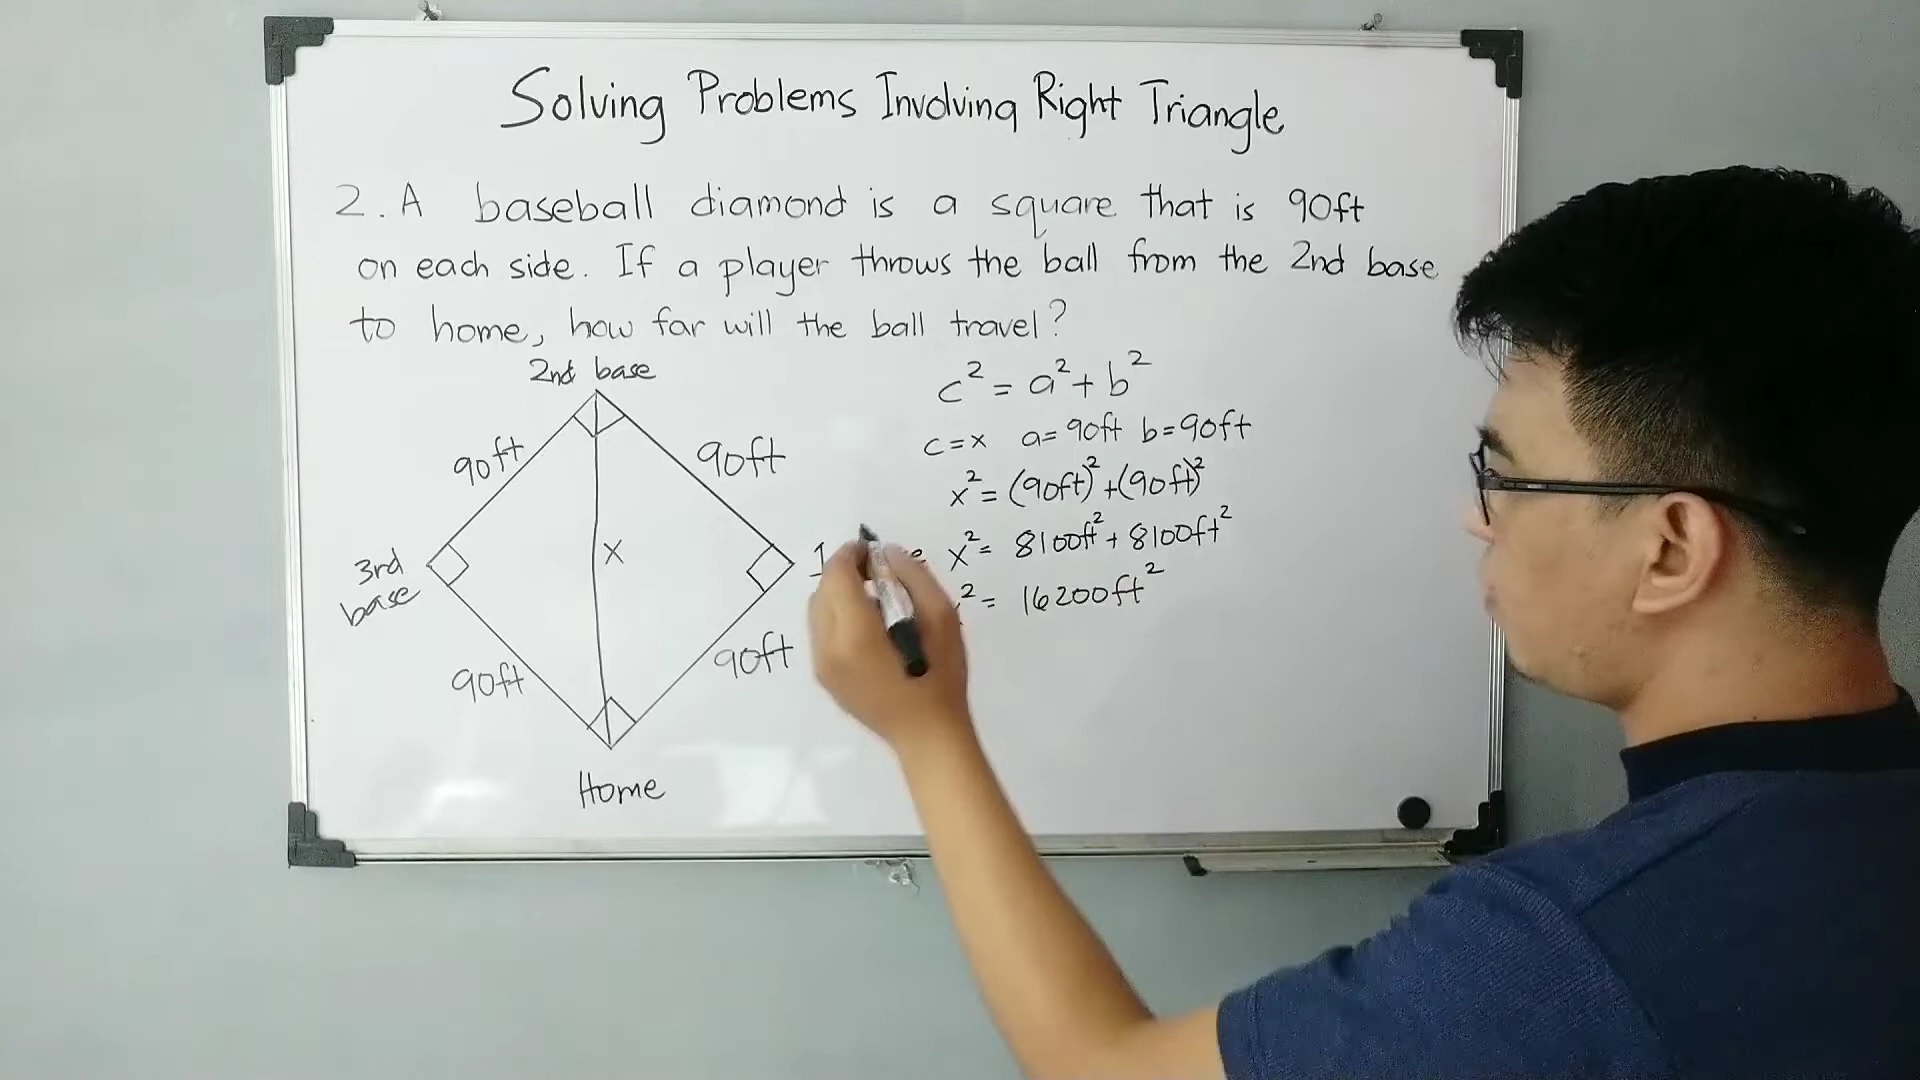 Solving Problems Involving Right Triangle
2. A baseball diamond is a square that is 90ft
on each side. If a player throws the ball from the 2nd base
to home, how far will the ball travel?
2nd base
90ft
90ft
3rd
base
x
90ft
90ft
Home
c² = a² + b²
c = x a = 90ft b = 90ft
x² = (90ft)² + (90ft)²
x² = 8100ft² + 8100ft²
² = 16200ft²